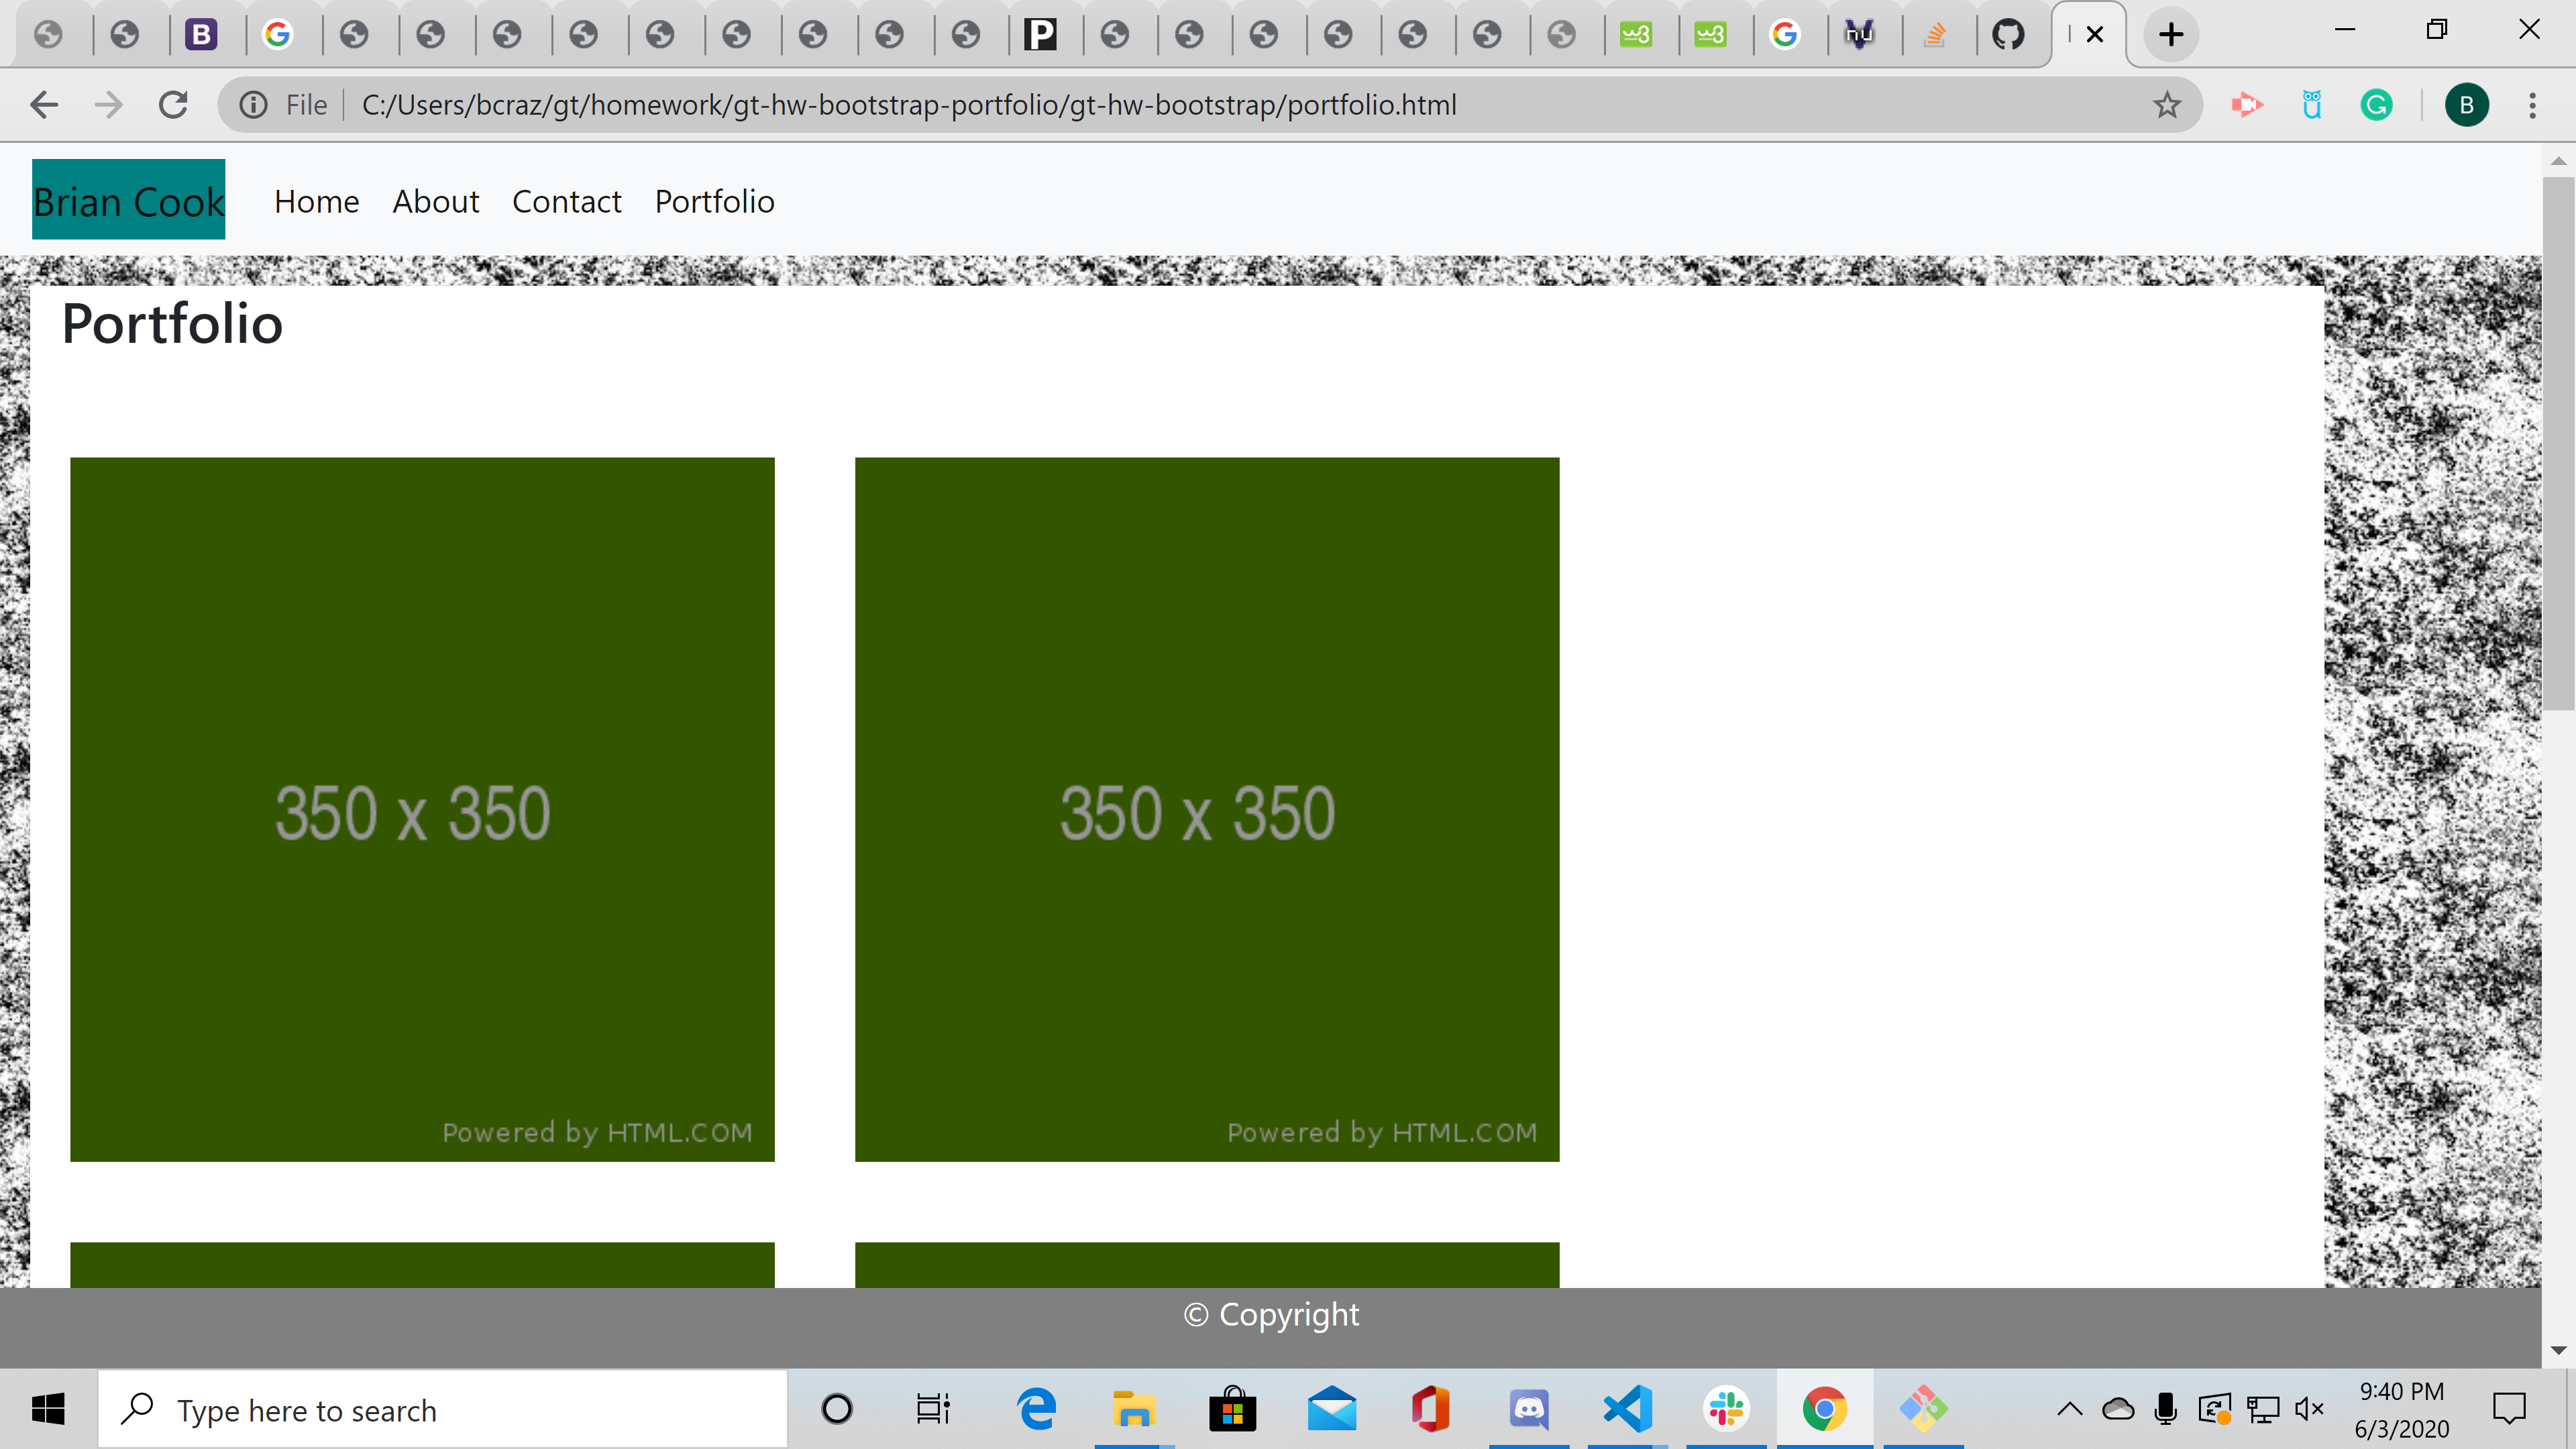 File C:/Users/bcraz/gt/homework/gt-hw-bootstrap-portfolio/gt-hw-bootstrap/portfolio.html
B
Brian Cook Home About Contact Portfolio
Portfolio
350 x 350
Powered by HTML.COM
350 x 350
Powered by HTML.COM
© Copyright
Type here to search
9:40 PM
6/3/2020